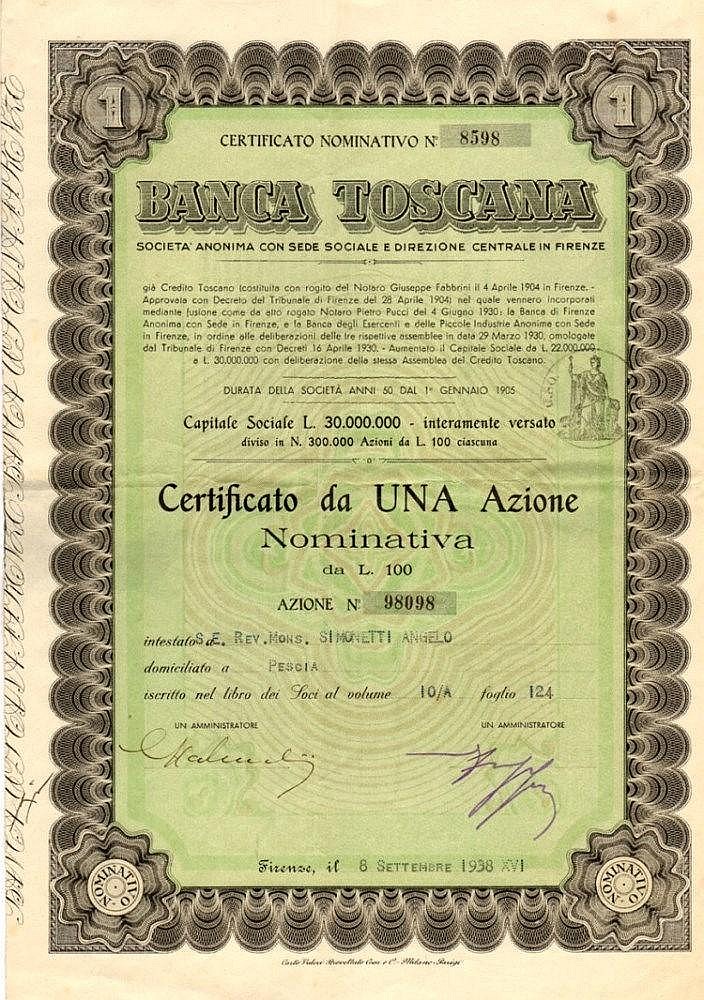 1
1
CERTIFICATO NOMINATIVO N° 8598
BANCA TOSCANA
SOCIETA' ANONIMA CON SEDE SOCIALE E DIREZIONE CENTRALE IN FIRENZE
già Credito Toscano (costituita con rogito del Notaro Giuseppe Fabbrini il 4 Aprile 1904 in Firenze. -
Approvata con Decreto del Tribunale di Firenze del 28 Aprile 1904) nel quale vennero incorporati
mediante fusione come da atto rogato Notaro Pietro Pucci del 4 Giugno 1930: la Banca di Firenze
Anonima con Sede in Firenze, e la Banca degli Esercenti e delle Piccole Industrie Anonima con Sede
in Firenze, in ordine alle deliberazioni delle tre rispettive assemblee in data 29 Marzo 1930, omologate
dal Tribunale di Firenze con Decreti 16 Aprile 1930. - Aumentato il Capitale Sociale da L. 22.000.000
a L. 30.000.000 con deliberazione della stessa Assemblea del Credito Toscano.
DURATA DELLA SOCIETÀ ANNI 50 DAL 1° GENNAIO 1905
Capitale Sociale L. 30.000.000 - interamente versato
diviso in N. 300.000 Azioni da L. 100 ciascuna
Certificato da UNA Azione
Nominativa
da L. 100
AZIONE N° 98098
intestato a S.E. REV. MONS. SIMONETTI ANGELO
domiciliato a PESCIA
iscritto nel libro dei Soci al volume 10/A foglio 124
UN AMMINISTRATORE UN AMMINISTRATORE
Firenze, il 8 SETTEMBRE 1938 XVI
NOMINATIVO
NOMINATIVO